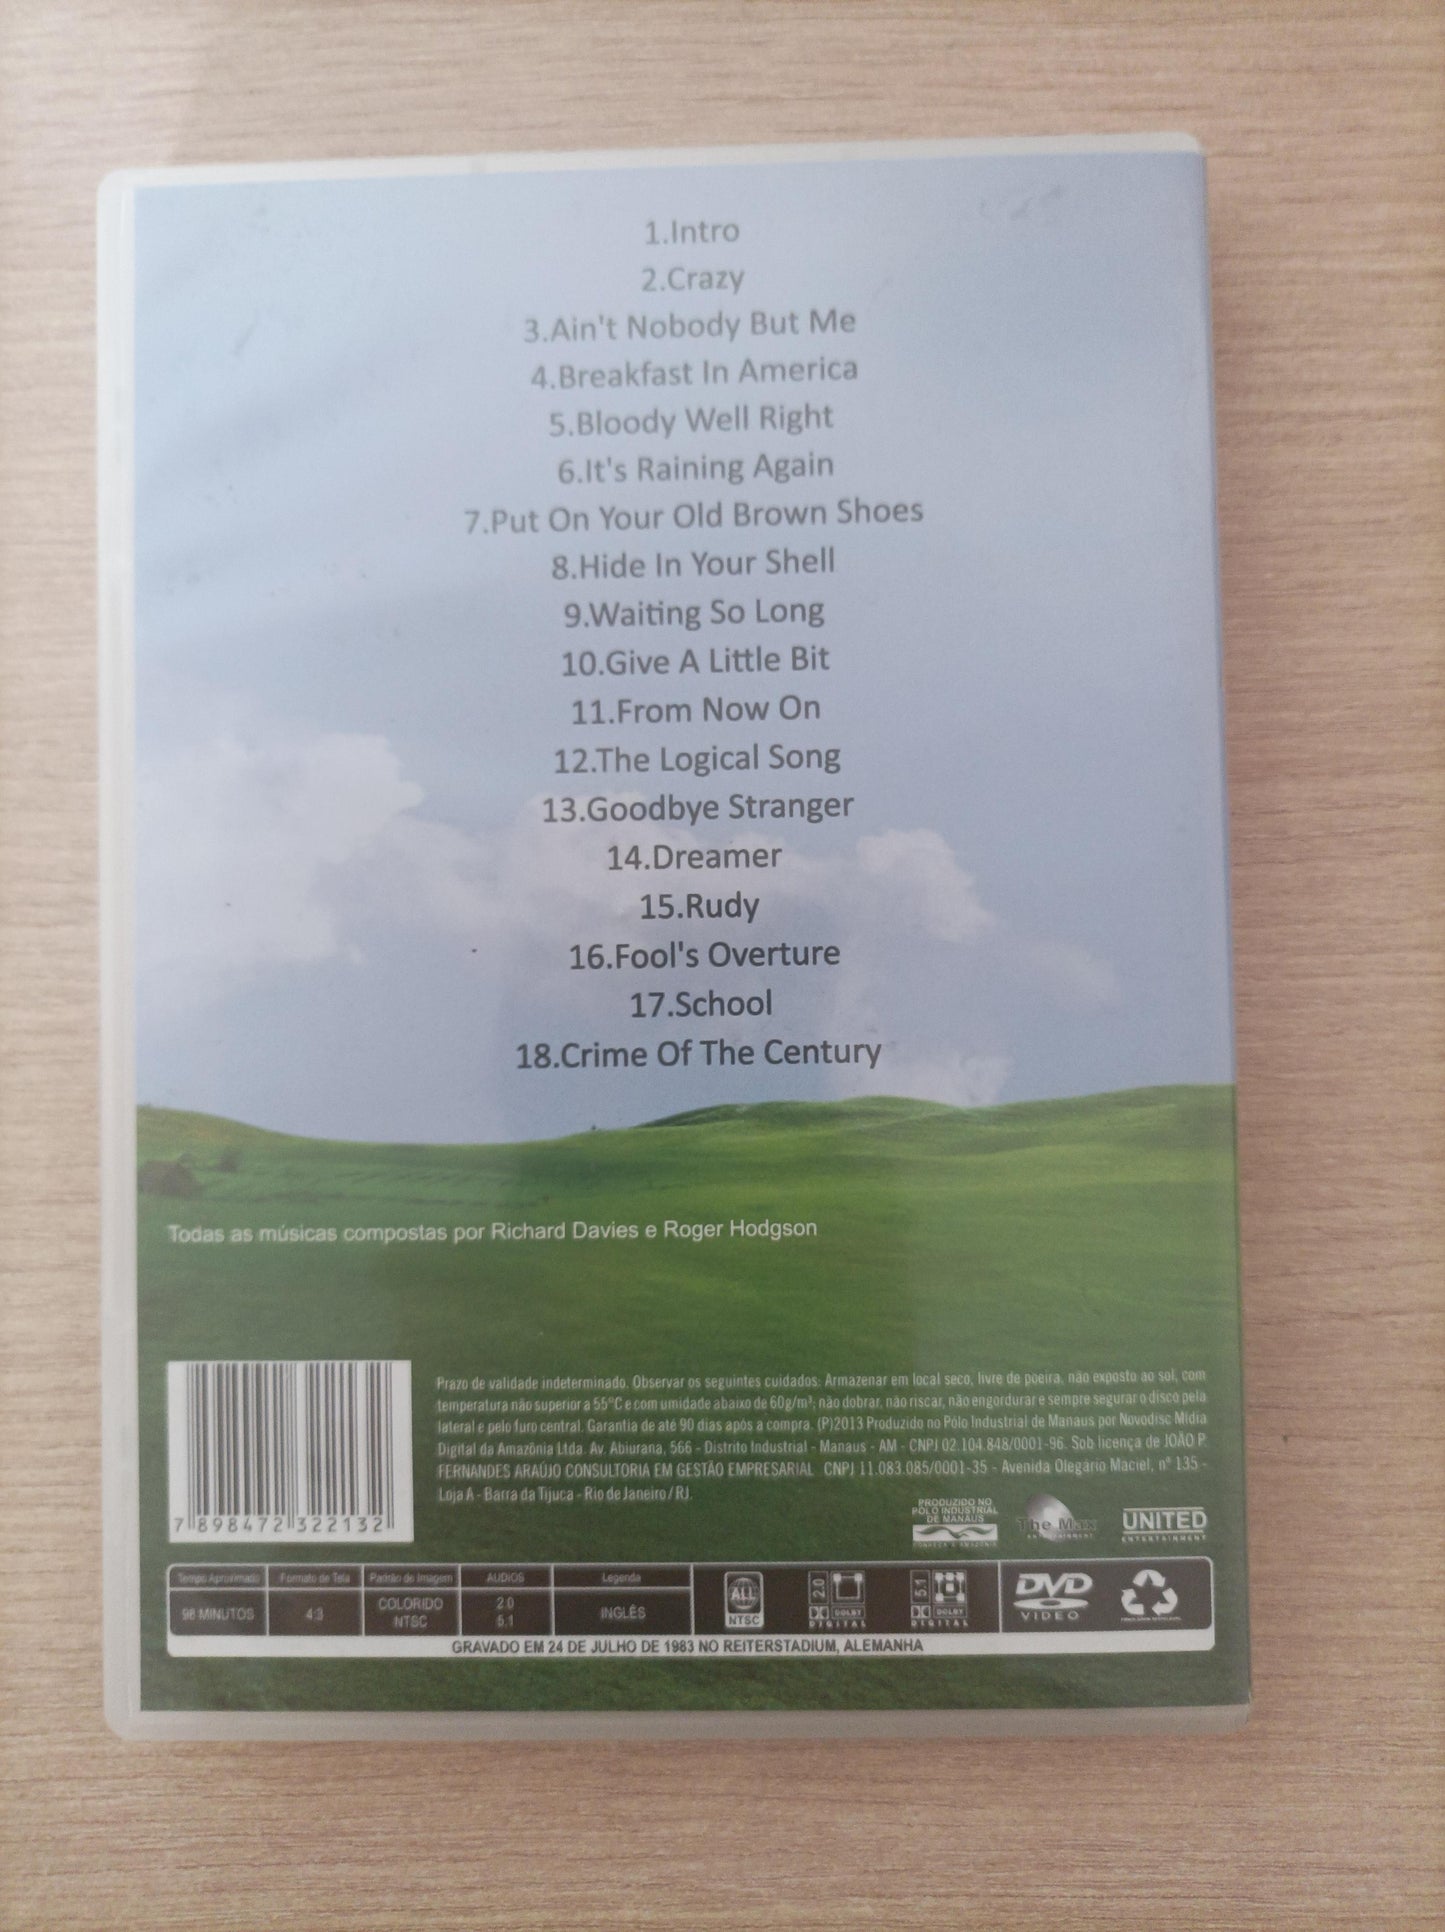 1.Intro
2.Crazy
3.Ain't Nobody But Me
4.Breakfast In America
5.Bloody Well Right
6.It's Raining Again
7.Put On Your Old Brown Shoes
8.Hide In Your Shell
9.Waiting So Long
10.Give A Little Bit
11.From Now On
12.The Logical Song
13.Goodbye Stranger
14.Dreamer
15.Rudy
16.Fool's Overture
17.School
18.Crime Of The Century
Todas as músicas compostas por Richard Davies e Roger Hodgson
Prazo de validade indeterminado. Observar os seguintes cuidados: Armazenar em local seco, livre de poeira, não exposto ao sol, com
temperatura não superior a 55°C e com umidade abaixo de 60g/m³; não dobrar, não riscar, não engordurar e sempre segurar o disco pela
lateral e pelo furo central. Garantia de até 90 dias após a compra. (P)2013 Produzido no Pólo Industrial de Manaus por Novodisc Mídia
Digital da Amazônia Ltda. Av. Abiurana, 566 - Distrito Industrial - Manaus - AM - CNPJ 02.104.848/0001-96. Sob licença de JOÃO P.
FERNANDES ARAÚJO CONSULTORIA EM GESTÃO EMPRESARIAL CNPJ 11.083.085/0001-35 - Avenida Olegário Maciel, nº 135 -
Loja A - Barra da Tijuca - Rio de Janeiro / RJ.
7 898472 322132
PRODUZIDO NO
PÓLO INDUSTRIAL
DE MANAUS
CONHEÇA A AMAZÔNIA
The Max
ENTERTAINMENT
UNITED
ENTERTAINMENT
Tempo Aproximado
98 MINUTOS
Formato de Tela
4:3
Padrão de Imagem
COLORIDO
NTSC
AUDIOS
2.0
5.1
Legenda
INGLÊS
ALL
NTSC
2.0
DOLBY
DIGITAL
5.1
DOLBY
DIGITAL
DVD
VIDEO
GRAVADO EM 24 DE JULHO DE 1983 NO REITERSTADIUM, ALEMANHA